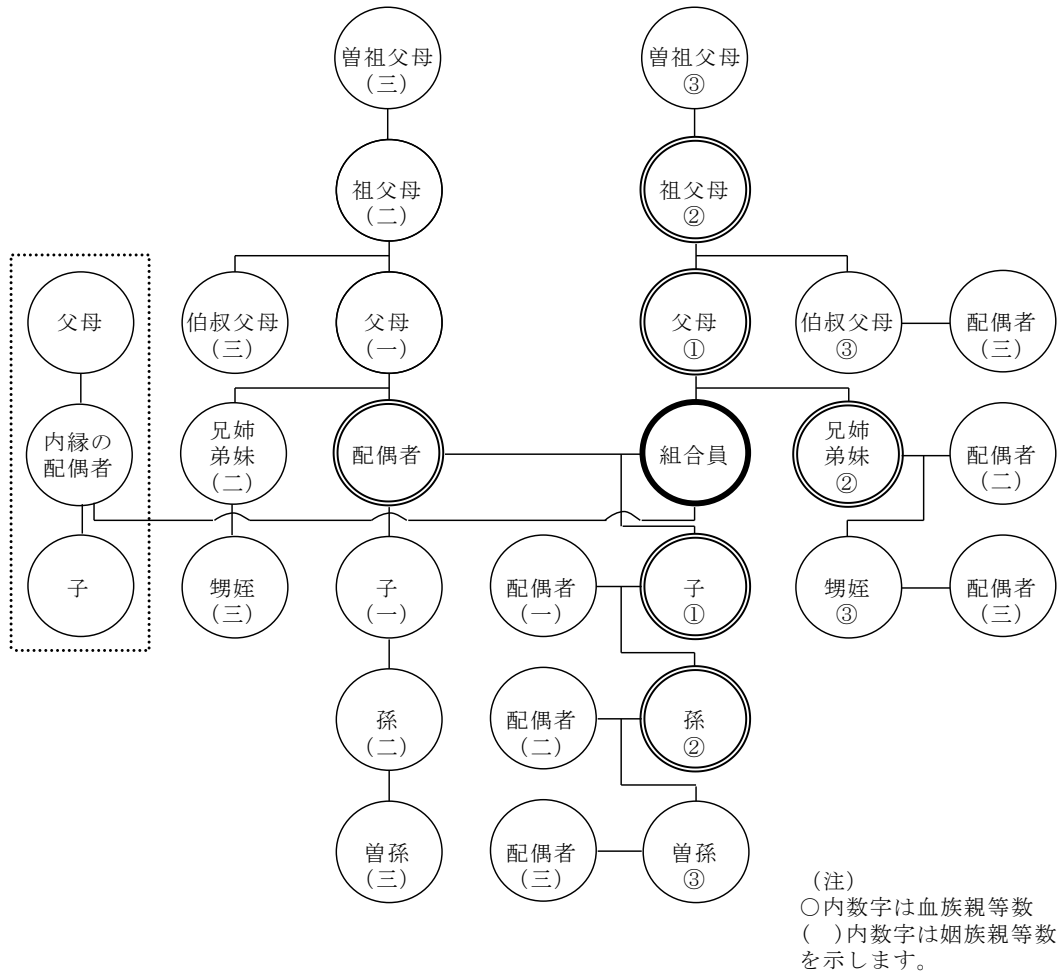 曽祖父母
(三)
曽祖父母
③
祖父母
(二)
祖父母
②
父母
伯叔父母
(三)
父母
(一)
父母
①
伯叔父母
③
配偶者
(三)
内縁の
配偶者
兄姉
弟妹
(二)
配偶者
組合員
兄姉
弟妹
②
配偶者
(二)
子
甥姪
(三)
子
(一)
配偶者
(一)
子
①
甥姪
③
配偶者
(三)
孫
(二)
配偶者
(二)
孫
②
曽孫
(三)
配偶者
(三)
曽孫
③
(注)
○内数字は血族親等数
( )内数字は姻族親等数
を示します。